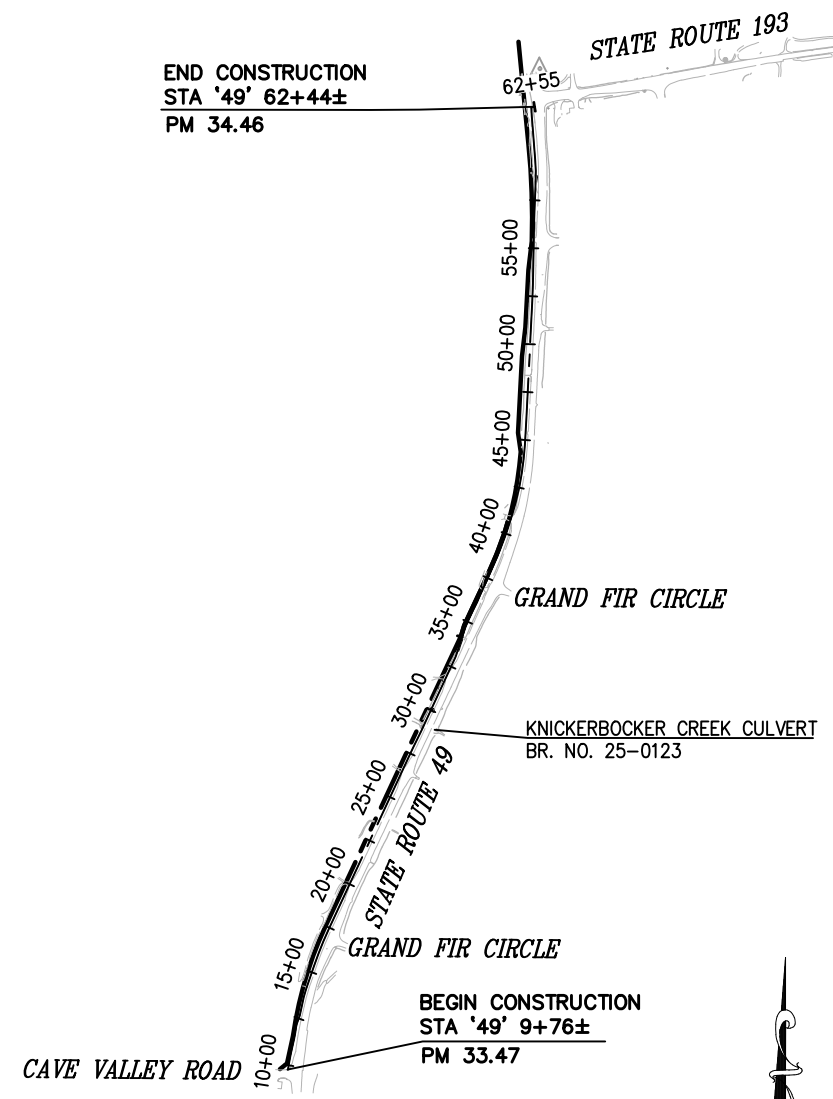 STATE ROUTE 193
END CONSTRUCTION
STA ‘49’ 62+44±
PM 34.46
62+55
55+00
50+00
45+00
40+00
GRAND FIR CIRCLE
35+00
30+00
KNICKERBOCKER CREEK CULVERT
BR. NO. 25-0123
25+00
STATE ROUTE 49
20+00
GRAND FIR CIRCLE
15+00
BEGIN CONSTRUCTION
STA ‘49’ 9+76±
PM 33.47
10+00
CAVE VALLEY ROAD